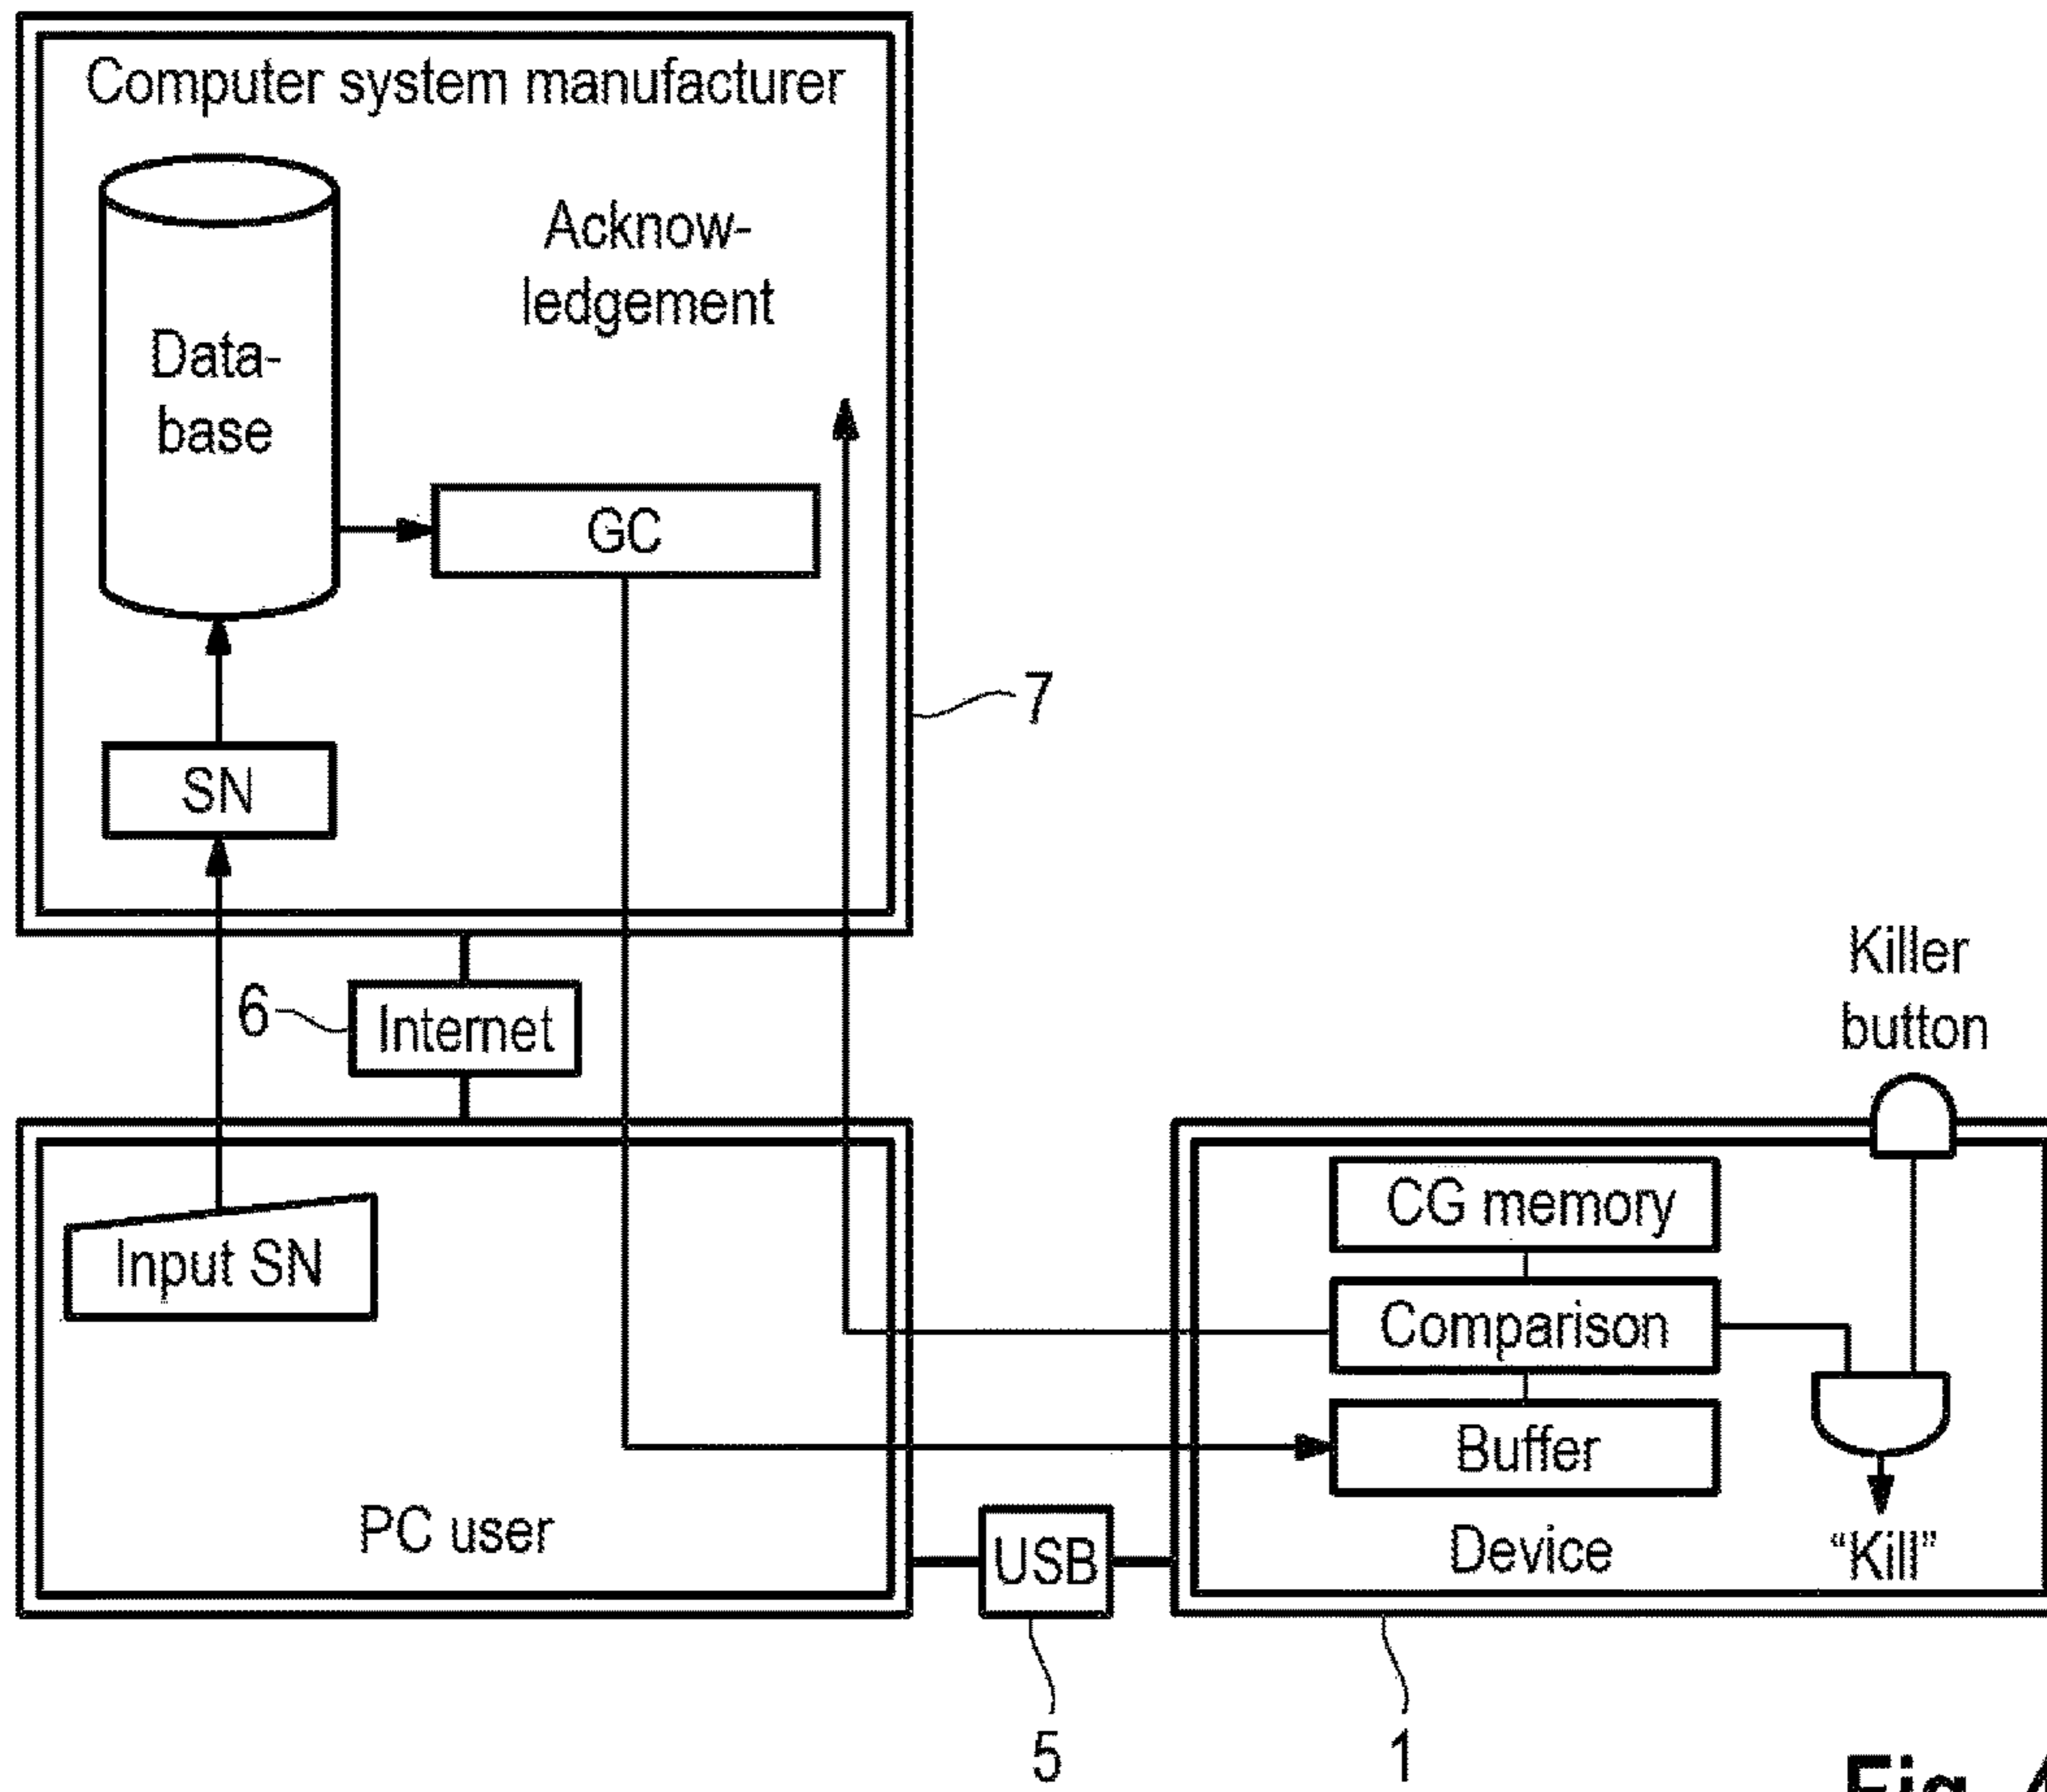 Computer system manufacturer
Acknow-
ledgement
Data-
base
GC
7
SN
6
Internet
Killer
button
Input SN
CG memory
Comparison
Buffer
PC user
USB
Device
“Kill”
5
1
Fig.